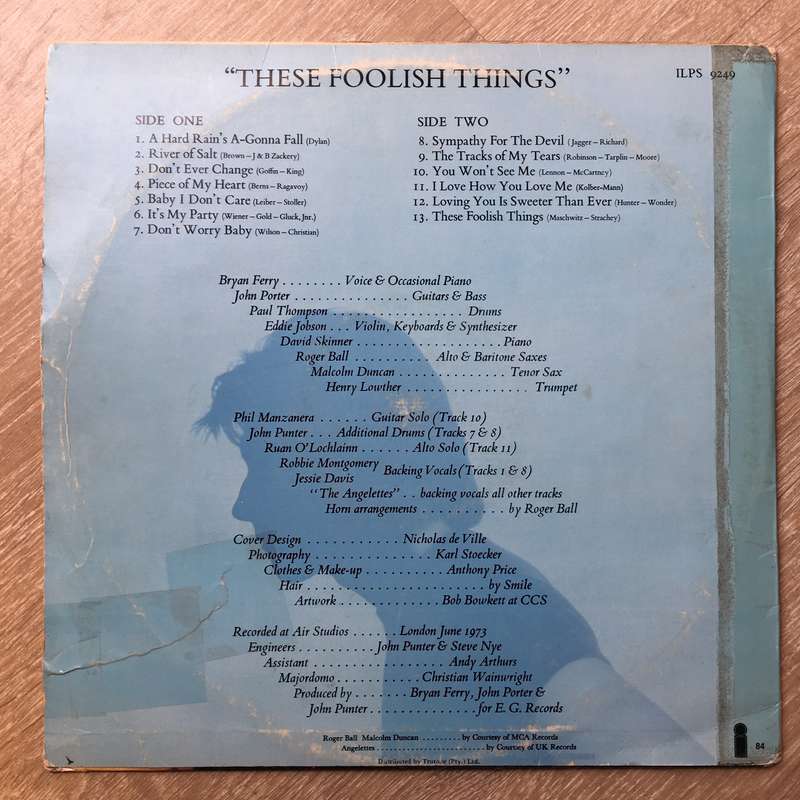 "THESE FOOLISH THINGS"
ILPS 9249
SIDE ONE
1. A Hard Rain's A-Gonna Fall (Dylan)
2. River of Salt (Brown – J & B Zackery)
3. Don't Ever Change (Goffin – King)
4. Piece of My Heart (Berns – Ragavoy)
5. Baby I Don't Care (Leiber – Stoller)
6. It's My Party (Wiener – Gold – Gluck, Jnr.)
7. Don't Worry Baby (Wilson – Christian)
SIDE TWO
8. Sympathy For The Devil (Jagger – Richard)
9. The Tracks of My Tears (Robinson – Tarplin – Moore)
10. You Won't See Me (Lennon – McCartney)
11. I Love How You Love Me (Kolber-Mann)
12. Loving You Is Sweeter Than Ever (Hunter – Wonder)
13. These Foolish Things (Maschwitz – Strachey)
Bryan Ferry . . . . . . . . Voice & Occasional Piano
John Porter . . . . . . . . . . . . . . . Guitars & Bass
Paul Thompson . . . . . . . . . . . . . . . . . Drums
Eddie Jobson . . . Violin, Keyboards & Synthesizer
David Skinner . . . . . . . . . . . . . . . . . . . Piano
Roger Ball . . . . . . . . . . Alto & Baritone Saxes
Malcolm Duncan . . . . . . . . . . . . . . Tenor Sax
Henry Lowther . . . . . . . . . . . . . . . . Trumpet
Phil Manzanera . . . . . . Guitar Solo (Track 10)
John Punter . . . Additional Drums (Tracks 7 & 8)
Ruan O'Lochlainn . . . . . . Alto Solo (Track 11)
Robbie Montgomery
Jessie Davis
Backing Vocals (Tracks 1 & 8)
"The Angelettes" . . backing vocals all other tracks
Horn arrangements . . . . . . . . . . by Roger Ball
Cover Design . . . . . . . . . . . Nicholas de Ville
Photography . . . . . . . . . . . . . . . Karl Stoecker
Clothes & Make-up . . . . . . . . . . Anthony Price
Hair . . . . . . . . . . . . . . . . . . . . . . . by Smile
Artwork . . . . . . . . . . . . . Bob Bowkett at CCS
Recorded at Air Studios . . . . . . London June 1973
Engineers . . . . . . . . . . John Punter & Steve Nye
Assistant . . . . . . . . . . . . . . . . . Andy Arthurs
Majordomo . . . . . . . . . . . Christian Wainwright
Produced by . . . . . . . Bryan Ferry, John Porter &
John Punter . . . . . . . . . . . . . . for E. G. Records
Roger Ball Malcolm Duncan . . . . . . . . . by Courtesy of MCA Records
Angelettes . . . . . . . . . . . . . . . . . . . . . . . by Courtesy of UK Records
Distributed by (Pty.) Ltd.
i
84